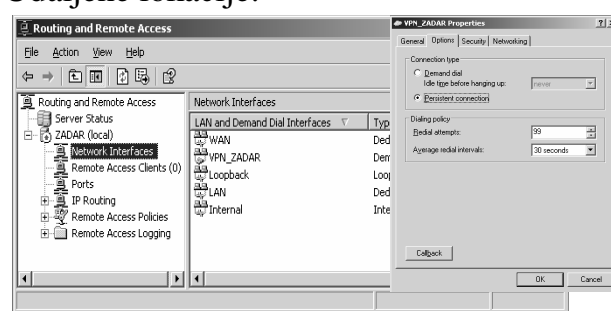 Routing and Remote Access
File Action View Help
Routing and Remote Access
Server Status
ZADAR (local)
Network Interfaces
Remote Access Clients (0)
Ports
IP Routing
Remote Access Policies
Remote Access Logging
Network Interfaces
LAN and Demand Dial Interfaces Typ
WAN Ded
VPN_ZADAR Dem
Loopback Loop
LAN Ded
Internal Inte
VPN_ZADAR Properties
General Options Security Networking
Connection type
Demand dial
Idle time before hanging up: never
Persistent connection
Dialing policy
Redial attempts: 99
Average redial intervals: 30 seconds
Callback
OK Cancel